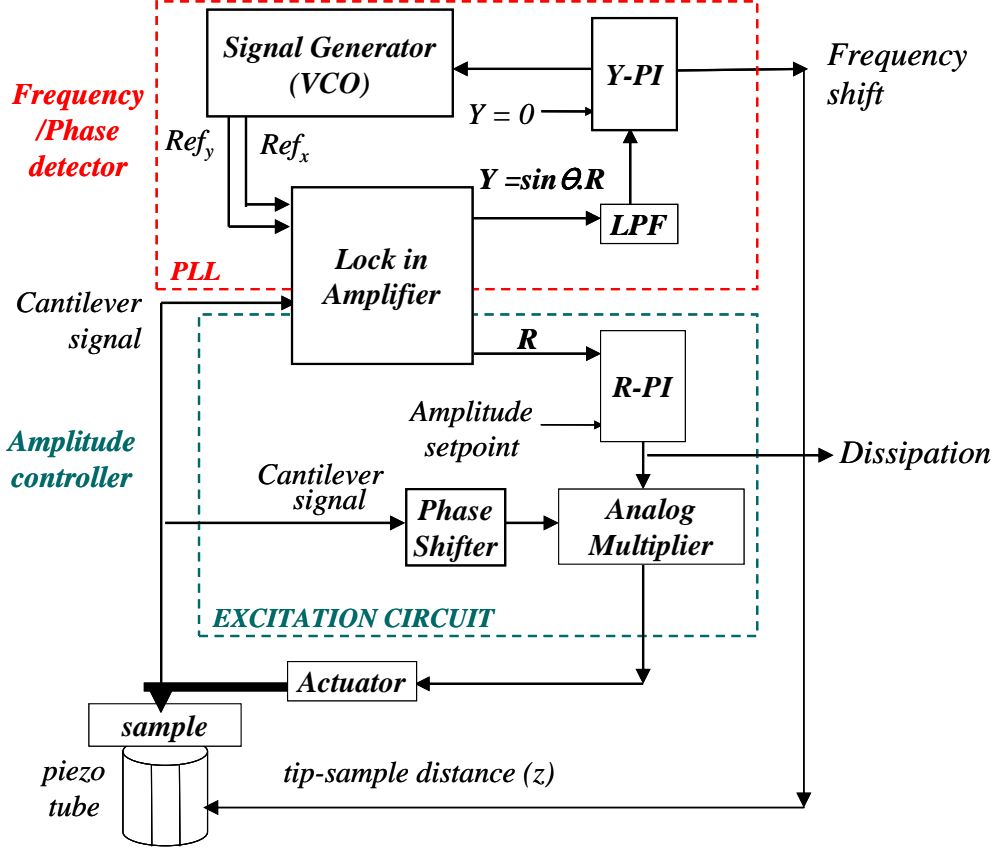 Signal Generator
(VCO)
Y-PI
Frequency
shift
Frequency
/Phase
detector
Y = 0
Ref_y
Ref_x
Y =sin θ.R
LPF
Lock in
Amplifier
PLL
Cantilever
signal
R
R-PI
Amplitude
setpoint
Amplitude
controller
Dissipation
Cantilever
signal
Phase
Shifter
Analog
Multiplier
EXCITATION CIRCUIT
Actuator
sample
piezo
tube
tip-sample distance (z)